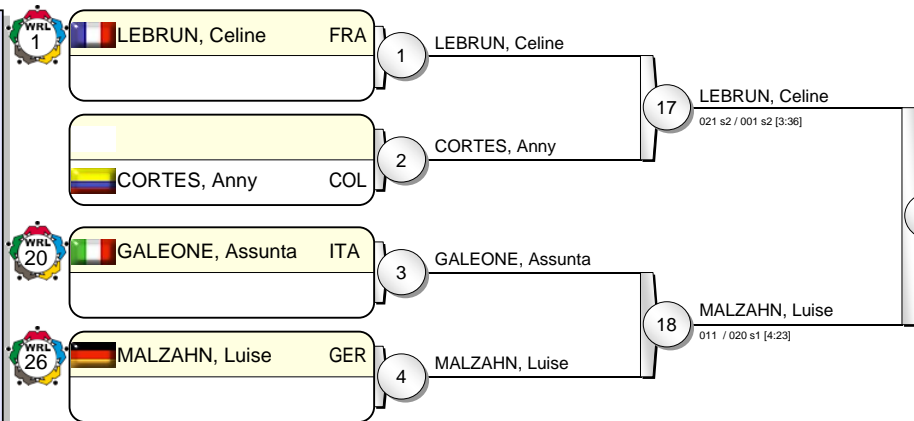 WRL
1
LEBRUN, Celine FRA
1
LEBRUN, Celine
17
LEBRUN, Celine
021 s2 / 001 s2 [3:36]
2
CORTES, Anny
CORTES, Anny COL
WRL
20
GALEONE, Assunta ITA
3
GALEONE, Assunta
18
MALZAHN, Luise
011 / 020 s1 [4:23]
WRL
26
MALZAHN, Luise GER
4
MALZAHN, Luise